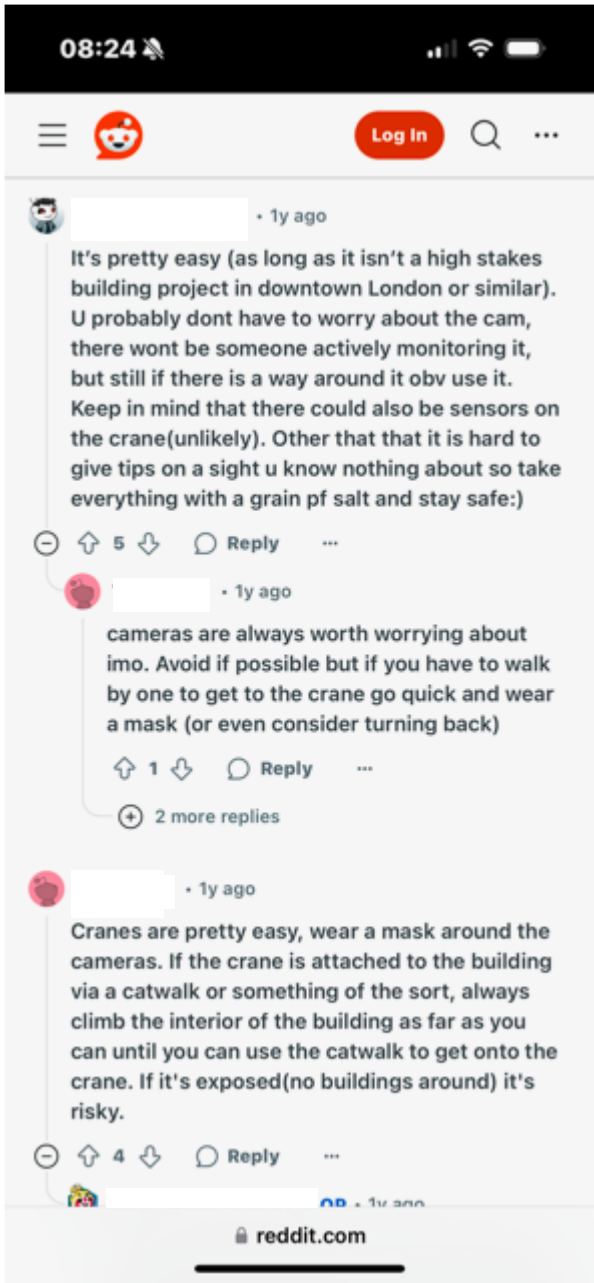 08:24
Log In
• 1y ago
It's pretty easy (as long as it isn't a high stakes
building project in downtown London or similar).
U probably dont have to worry about the cam,
there wont be someone actively monitoring it,
but still if there is a way around it obv use it.
Keep in mind that there could also be sensors on
the crane(unlikely). Other that that it is hard to
give tips on a sight u know nothing about so take
everything with a grain pf salt and stay safe:)
5 Reply
• 1y ago
cameras are always worth worrying about
imo. Avoid if possible but if you have to walk
by one to get to the crane go quick and wear
a mask (or even consider turning back)
1 Reply
2 more replies
• 1y ago
Cranes are pretty easy, wear a mask around the
cameras. If the crane is attached to the building
via a catwalk or something of the sort, always
climb the interior of the building as far as you
can until you can use the catwalk to get onto the
crane. If it's exposed(no buildings around) it's
risky.
4 Reply
OP • 1y ago
reddit.com